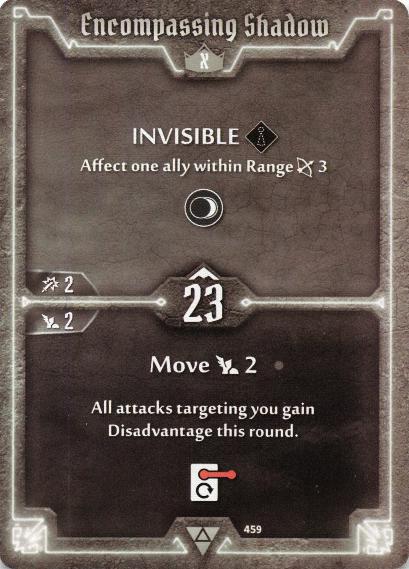 Encompassing Shadow
X
INVISIBLE
Affect one ally within Range 3
2
23
2
Move 2
All attacks targeting you gain
Disadvantage this round.
459